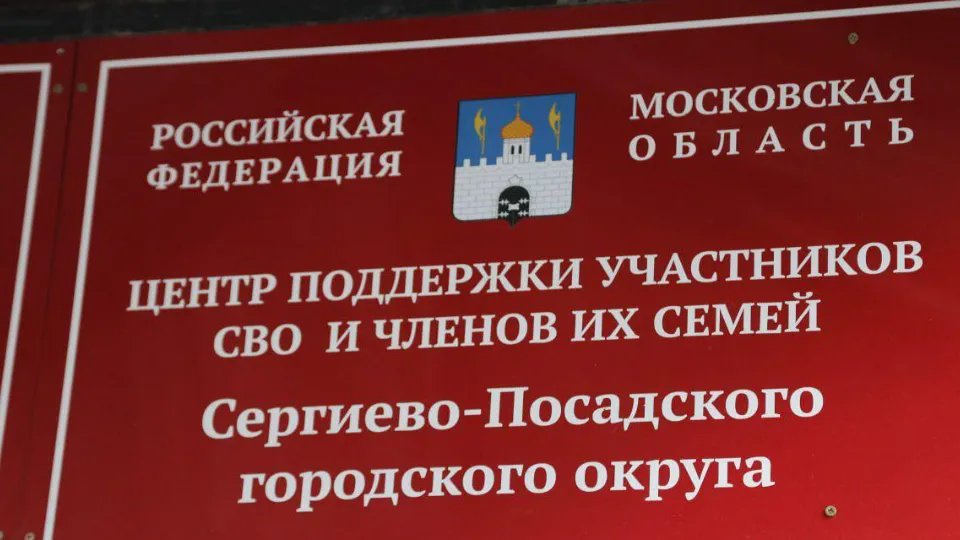 РОССИЙСКАЯ
ФЕДЕРАЦИЯ
МОСКОВСКАЯ
ОБЛАСТЬ
ЦЕНТР ПОДДЕРЖКИ УЧАСТНИКОВ
СВО И ЧЛЕНОВ ИХ СЕМЕЙ
Сергиево-Посадского
городского округа